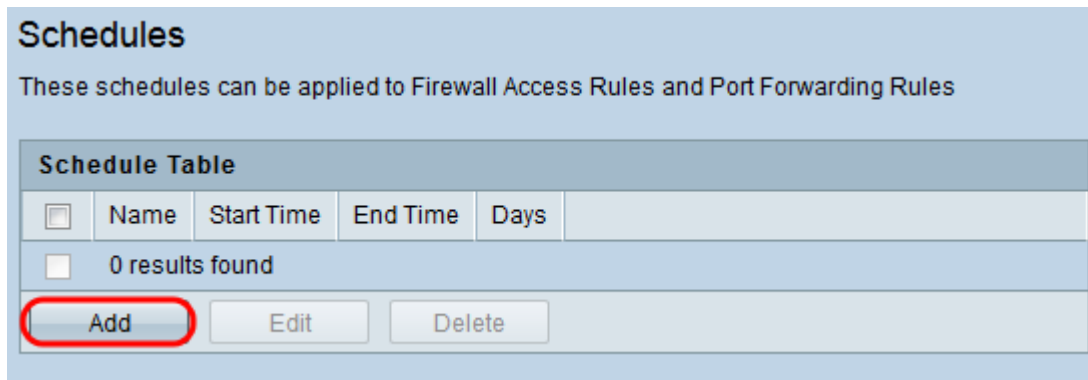 Schedules
These schedules can be applied to Firewall Access Rules and Port Forwarding Rules
Schedule Table
Name Start Time End Time Days
0 results found
Add Edit Delete